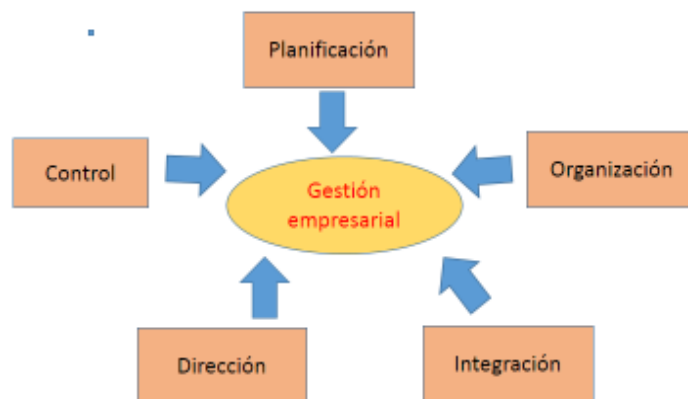 Planificación
Control
Organización
Gestión
empresarial
Dirección
Integración